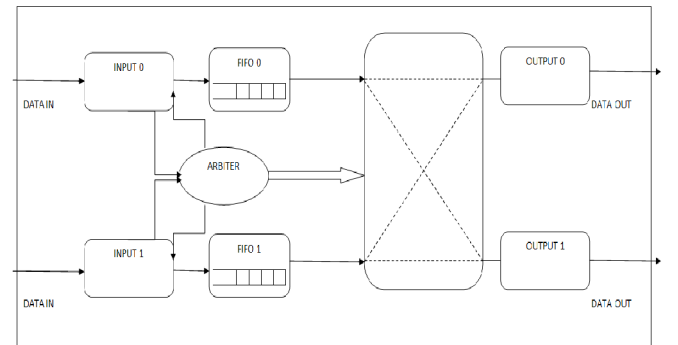 INPUT 0
FIFO 0
OUTPUT 0
DATA IN
DATA OUT
ARBITER
INPUT 1
FIFO 1
OUTPUT 1
DATA IN
DATA OUT